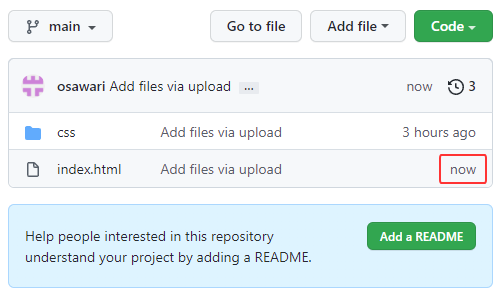 main
Go to file
Add file
Code
osawari Add files via upload ...
now
3
css Add files via upload 3 hours ago
index.html Add files via upload now
Help people interested in this repository
understand your project by adding a README.
Add a README